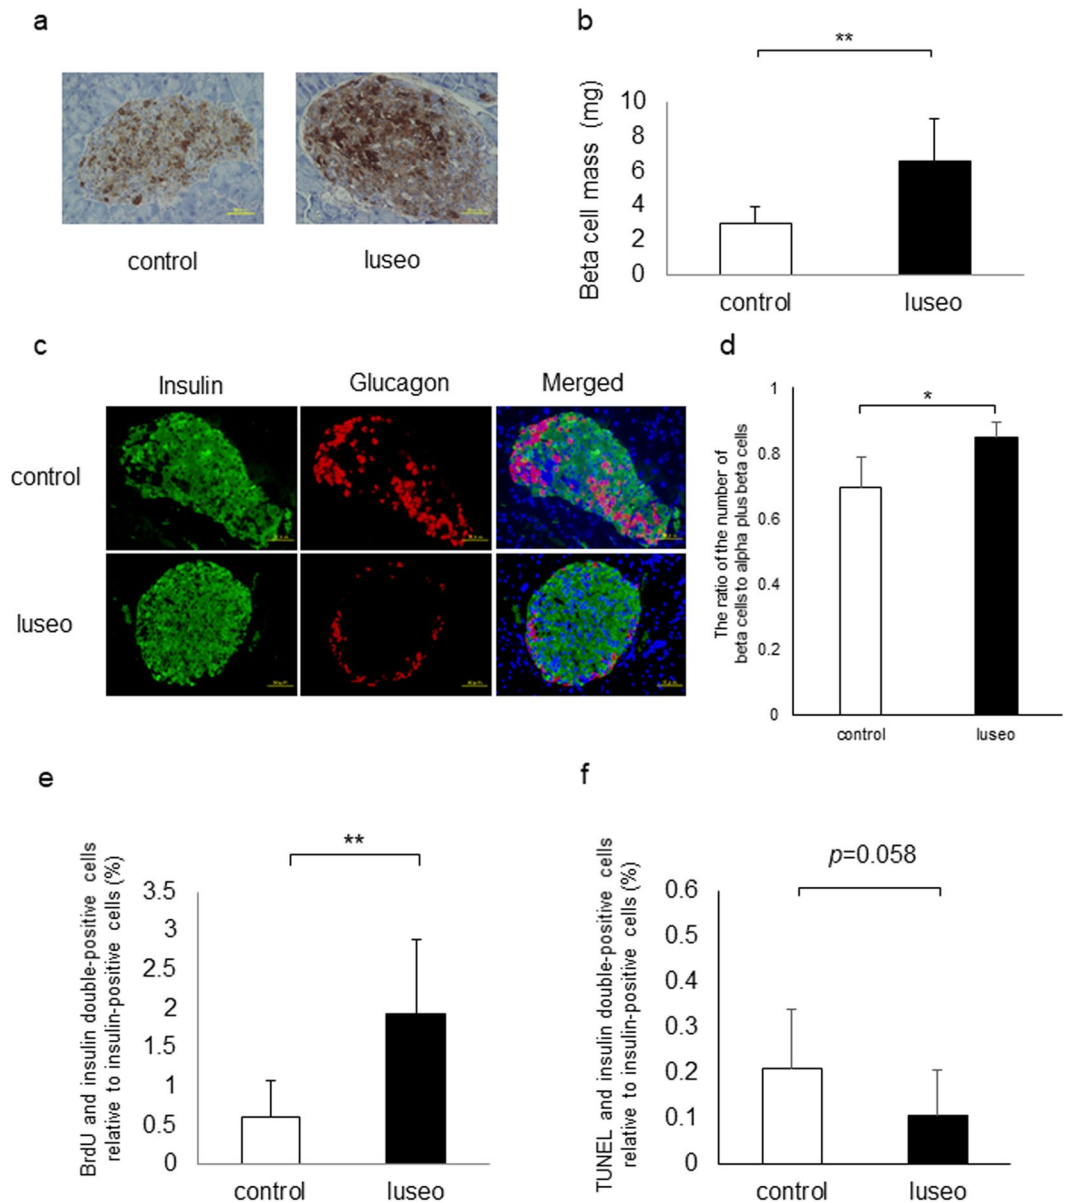 a
control
luseo
b
**
Beta cell mass (mg)
10
8
6
4
2
0
control
luseo
c
Insulin
Glucagon
Merged
control
luseo
d
*
The ratio of the number of
beta cells to alpha plus beta cells
1
0.8
0.6
0.4
0.2
0
control
luseo
e
**
BrdU and insulin double-positive cells
relative to insulin-positive cells (%)
3.5
3
2.5
2
1.5
1
0.5
0
control
luseo
f
p=0.058
TUNEL and insulin double-positive cells
relative to insulin-positive cells (%)
0.6
0.5
0.4
0.3
0.2
0.1
0
control
luseo